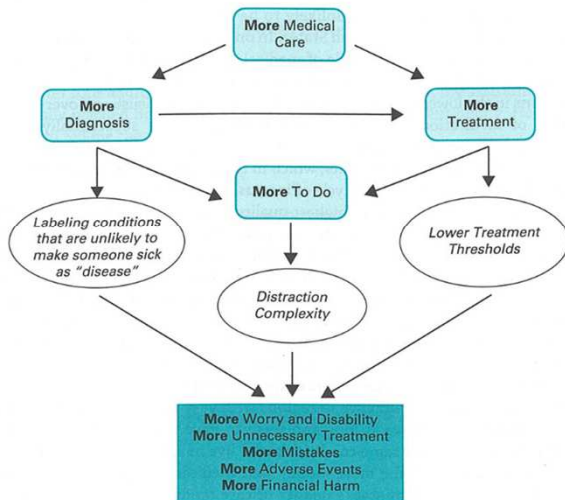 More Medical
Care
More
Diagnosis
More
Treatment
More To Do
Labeling conditions
that are unlikely to
make someone sick
as "disease"
Lower Treatment
Thresholds
Distraction
Complexity
More Worry and Disability
More Unnecessary Treatment
More Mistakes
More Adverse Events
More Financial Harm